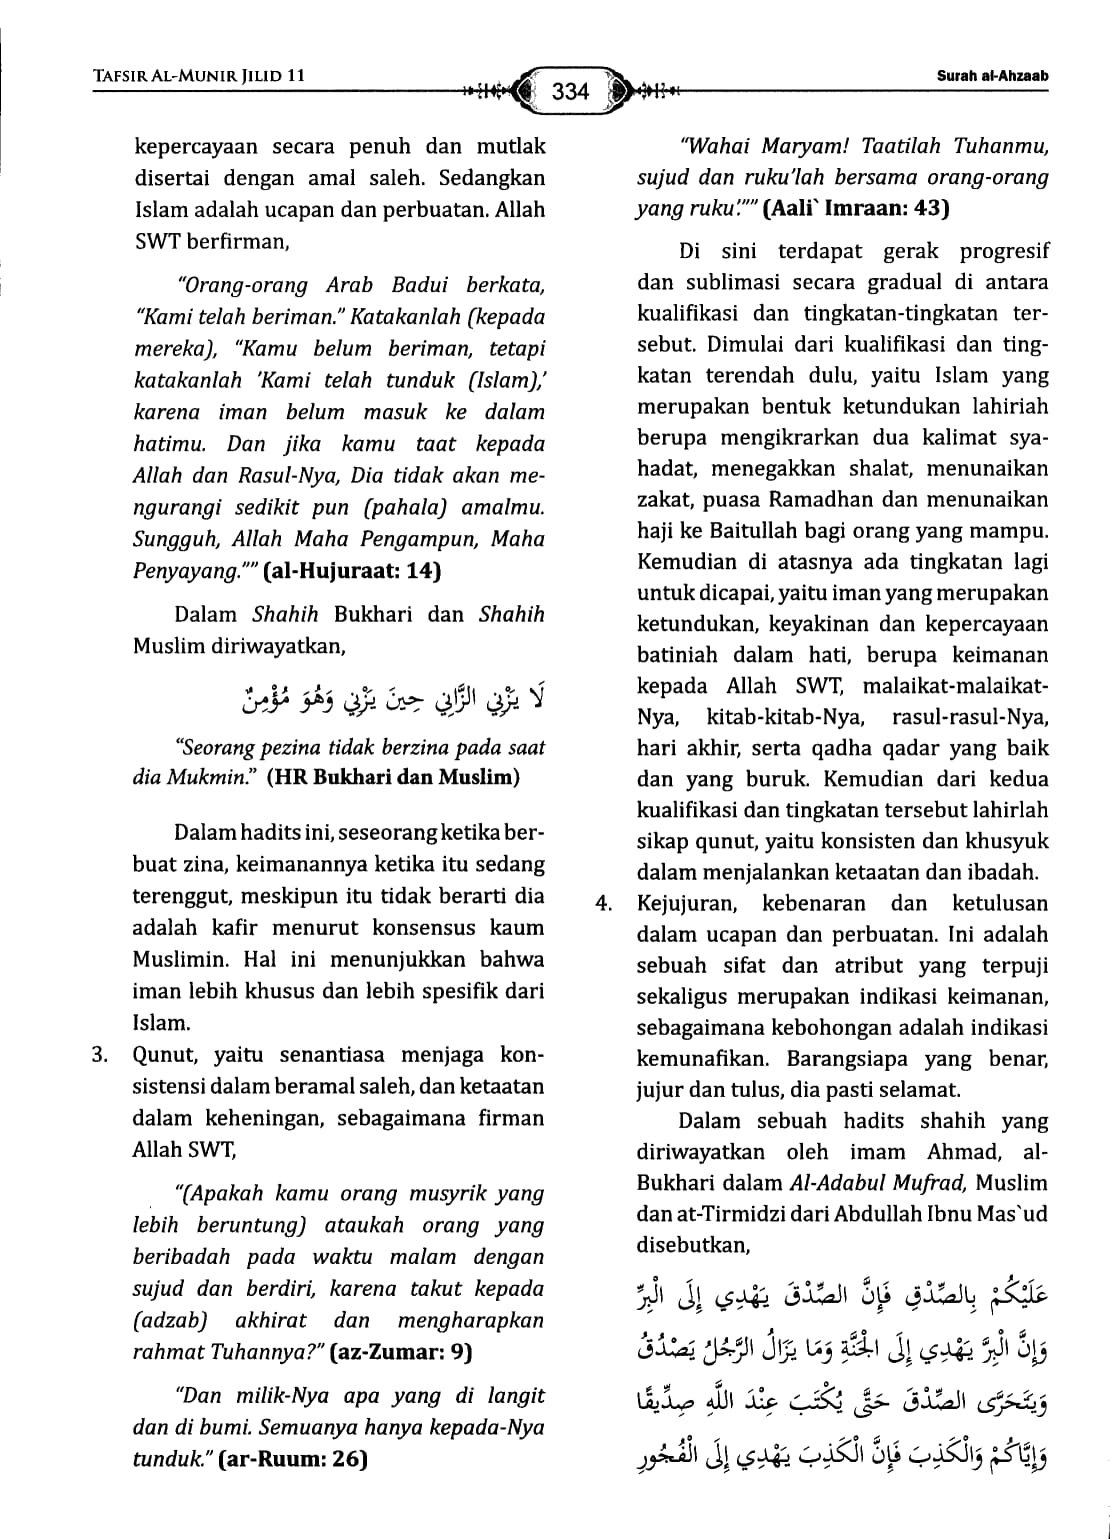 TAFSIR AL-MUNIR JILID 11
334
Surah al-Ahzaab
kepercayaan secara penuh dan mutlak
disertai dengan amal saleh. Sedangkan
Islam adalah ucapan dan perbuatan. Allah
SWT berfirman,
“Orang-orang Arab Badui berkata,
“Kami telah beriman.” Katakanlah (kepada
mereka), “Kamu belum beriman, tetapi
katakanlah ’Kami telah tunduk (Islam),’
karena iman belum masuk ke dalam
hatimu. Dan jika kamu taat kepada
Allah dan Rasul-Nya, Dia tidak akan me-
ngurangi sedikit pun (pahala) amalmu.
Sungguh, Allah Maha Pengampun, Maha
Penyayang.”” (al-Hujuraat: 14)
Dalam Shahih Bukhari dan Shahih
Muslim diriwayatkan,
لَا يَزْنِي الزَّانِي حِينَ يَزْنِي وَهُوَ مُؤْمِنٌ
“Seorang pezina tidak berzina pada saat
dia Mukmin.” (HR Bukhari dan Muslim)
Dalam hadits ini, seseorang ketika ber-
buat zina, keimanannya ketika itu sedang
terenggut, meskipun itu tidak berarti dia
adalah kafir menurut konsensus kaum
Muslimin. Hal ini menunjukkan bahwa
iman lebih khusus dan lebih spesifik dari
Islam.
3. Qunut, yaitu senantiasa menjaga kon-
sistensi dalam beramal saleh, dan ketaatan
dalam keheningan, sebagaimana firman
Allah SWT,
“(Apakah kamu orang musyrik yang
lebih beruntung) ataukah orang yang
beribadah pada waktu malam dengan
sujud dan berdiri, karena takut kepada
(adzab) akhirat dan mengharapkan
rahmat Tuhannya?” (az-Zumar: 9)
“Dan milik-Nya apa yang di langit
dan di bumi. Semuanya hanya kepada-Nya
tunduk.” (ar-Ruum: 26)
“Wahai Maryam! Taatilah Tuhanmu,
sujud dan ruku’lah bersama orang-orang
yang ruku’.”” (Aali` Imraan: 43)
Di sini terdapat gerak progresif
dan sublimasi secara gradual di antara
kualifikasi dan tingkatan-tingkatan ter-
sebut. Dimulai dari kualifikasi dan ting-
katan terendah dulu, yaitu Islam yang
merupakan bentuk ketundukan lahiriah
berupa mengikrarkan dua kalimat sya-
hadat, menegakkan shalat, menunaikan
zakat, puasa Ramadhan dan menunaikan
haji ke Baitullah bagi orang yang mampu.
Kemudian di atasnya ada tingkatan lagi
untuk dicapai, yaitu iman yang merupakan
ketundukan, keyakinan dan kepercayaan
batiniah dalam hati, berupa keimanan
kepada Allah SWT, malaikat-malaikat-
Nya, kitab-kitab-Nya, rasul-rasul-Nya,
hari akhir, serta qadha qadar yang baik
dan yang buruk. Kemudian dari kedua
kualifikasi dan tingkatan tersebut lahirlah
sikap qunut, yaitu konsisten dan khusyuk
dalam menjalankan ketaatan dan ibadah.
4. Kejujuran, kebenaran dan ketulusan
dalam ucapan dan perbuatan. Ini adalah
sebuah sifat dan atribut yang terpuji
sekaligus merupakan indikasi keimanan,
sebagaimana kebohongan adalah indikasi
kemunafikan. Barangsiapa yang benar,
jujur dan tulus, dia pasti selamat.
Dalam sebuah hadits shahih yang
diriwayatkan oleh imam Ahmad, al-
Bukhari dalam Al-Adabul Mufrad, Muslim
dan at-Tirmidzi dari Abdullah Ibnu Mas`ud
disebutkan,
عَلَيْكُمْ بِالصِّدْقِ فَإِنَّ الصِّدْقَ يَهْدِي إِلَى الْبِرِّ
وَإِنَّ الْبِرَّ يَهْدِي إِلَى الْجَنَّةِ وَمَا يَزَالُ الرَّجُلُ يَصْدُقُ
وَيَتَحَرَّى الصِّدْقَ حَتَّى يُكْتَبَ عِنْدَ اللَّهِ صِدِّيقًا
وَإِيَّاكُمْ وَالْكَذِبَ فَإِنَّ الْكَذِبَ يَهْدِي إِلَى الْفُجُورِ